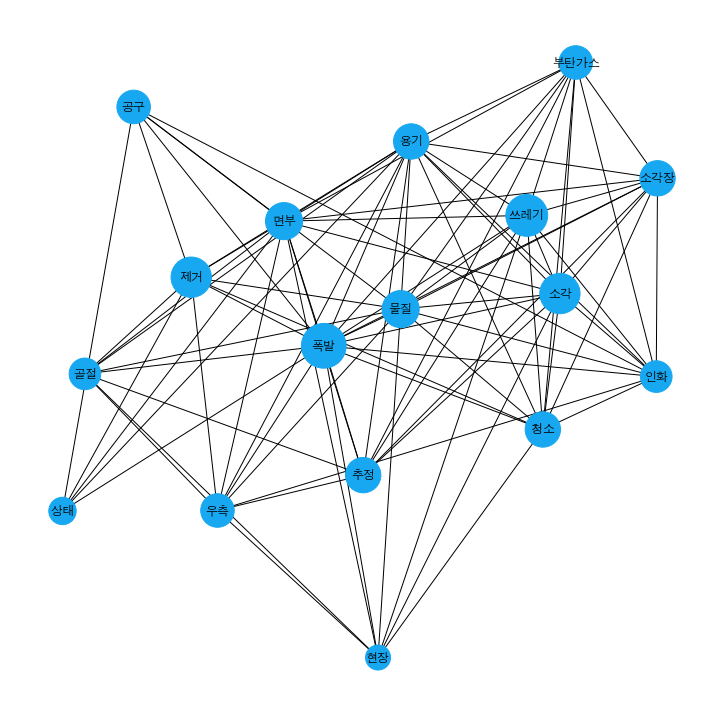 부탄가스
공구
용기
소각장
쓰레기
면부
제거
소각
물질
폭발
골절
인화
청소
추정
상태
우측
현장